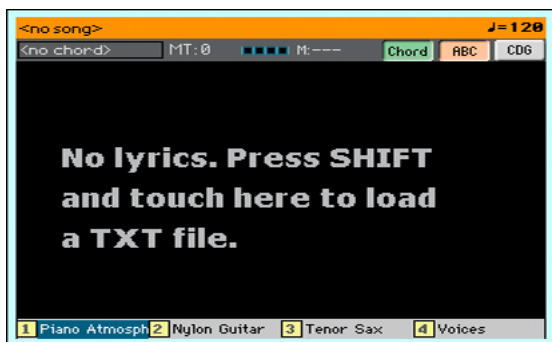 <no song> ♩=120
<no chord> MT:0 M:--- Chord ABC CDG
No lyrics. Press SHIFT
and touch here to load
a TXT file.
1 Piano Atmosph 2 Nylon Guitar 3 Tenor Sax 4 Voices